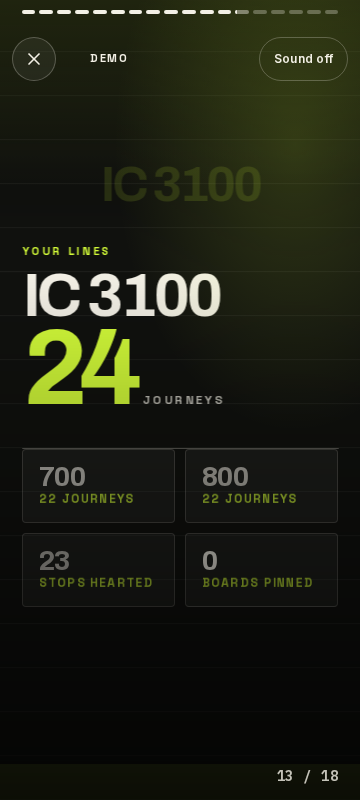 DEMO
Sound off
IC 3100
YOUR LINES
IC 3100
24 JOURNEYS
700
22 JOURNEYS
800
22 JOURNEYS
23
STOPS HEARTED
0
BOARDS PINNED
13 / 18